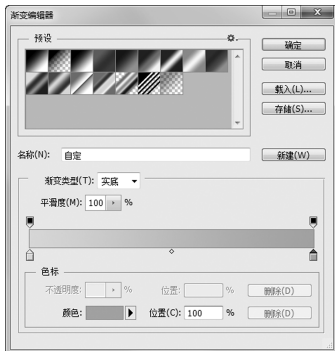 渐变编辑器
预设
确定
取消
载入(L)...
存储(S)...
名称(N): 自定
新建(W)
渐变类型(T): 实底
平滑度(M): 100 %
色标
不透明度: % 位置: % 删除(D)
颜色: 位置(C): 100 % 删除(D)